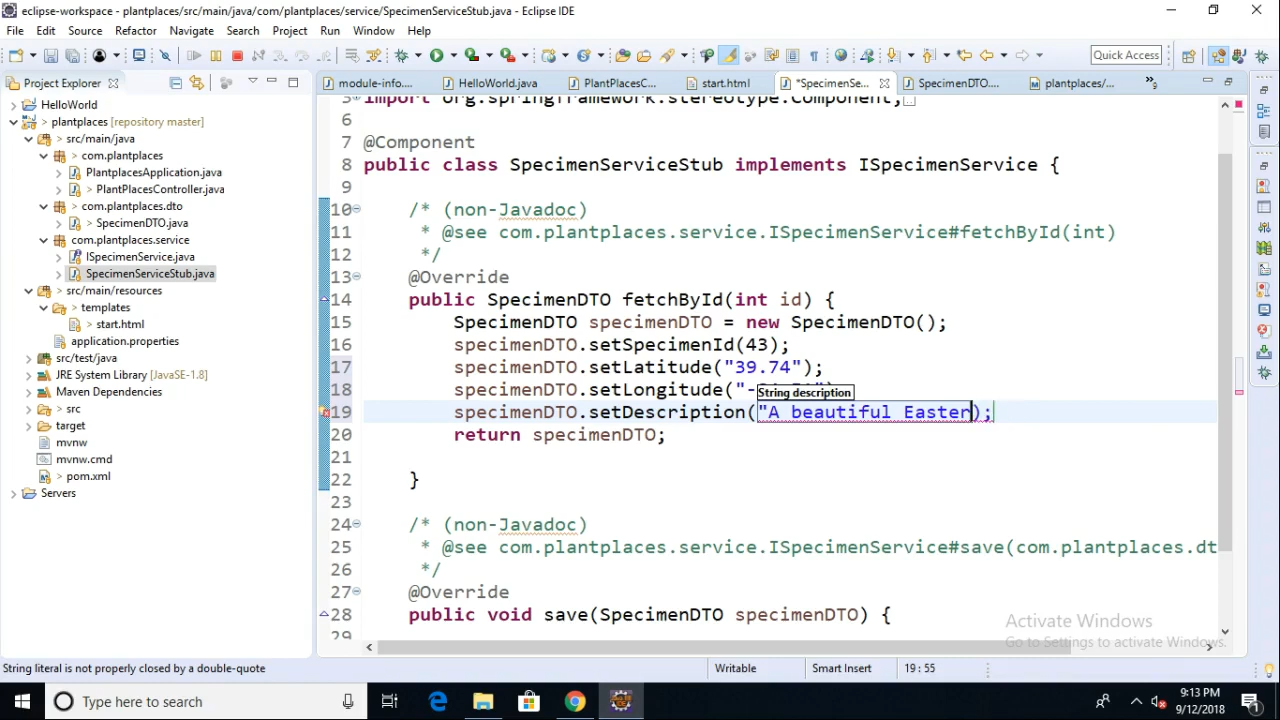 eclipse-workspace - plantplaces/src/main/java/com/plantplaces/service/SpecimenServiceStub.java - Eclipse IDE
File Edit Source Refactor Navigate Search Project Run Window Help
Quick Access
Project Explorer
module-info....
HelloWorld.java
PlantPlacesC...
start.html
*SpecimenSe...
SpecimenDTO....
plantplaces/...
HelloWorld
> plantplaces [repository master]
> src/main/java
> com.plantplaces
PlantplacesApplication.java
> PlantPlacesController.java
> com.plantplaces.dto
> SpecimenDTO.java
com.plantplaces.service
ISpecimenService.java
SpecimenServiceStub.java
> src/main/resources
> templates
> start.html
application.properties
src/test/java
JRE System Library [JavaSE-1.8]
Maven Dependencies
> src
target
mvnw
mvnw.cmd
> pom.xml
Servers
3 import org.springframework.stereotype.Component;
6
7 @Component
8 public class SpecimenServiceStub implements ISpecimenService {
9
10 /* (non-Javadoc)
11 * @see com.plantplaces.service.ISpecimenService#fetchById(int)
12 */
13 @Override
14 public SpecimenDTO fetchById(int id) {
15 SpecimenDTO specimenDTO = new SpecimenDTO();
16 specimenDTO.setSpecimenId(43);
17 specimenDTO.setLatitude("39.74");
18 specimenDTO.setLongitude("-
String description
19 specimenDTO.setDescription("A beautiful Easter);
20 return specimenDTO;
21
22 }
23
24 /* (non-Javadoc)
25 * @see com.plantplaces.service.ISpecimenService#save(com.plantplaces.dt
26 */
27 @Override
28 public void save(SpecimenDTO specimenDTO) {
29
Activate Windows
Go to Settings to activate Windows.
String literal is not properly closed by a double-quote
Writable
Smart Insert
19 : 55
Type here to search
9:13 PM
9/12/2018